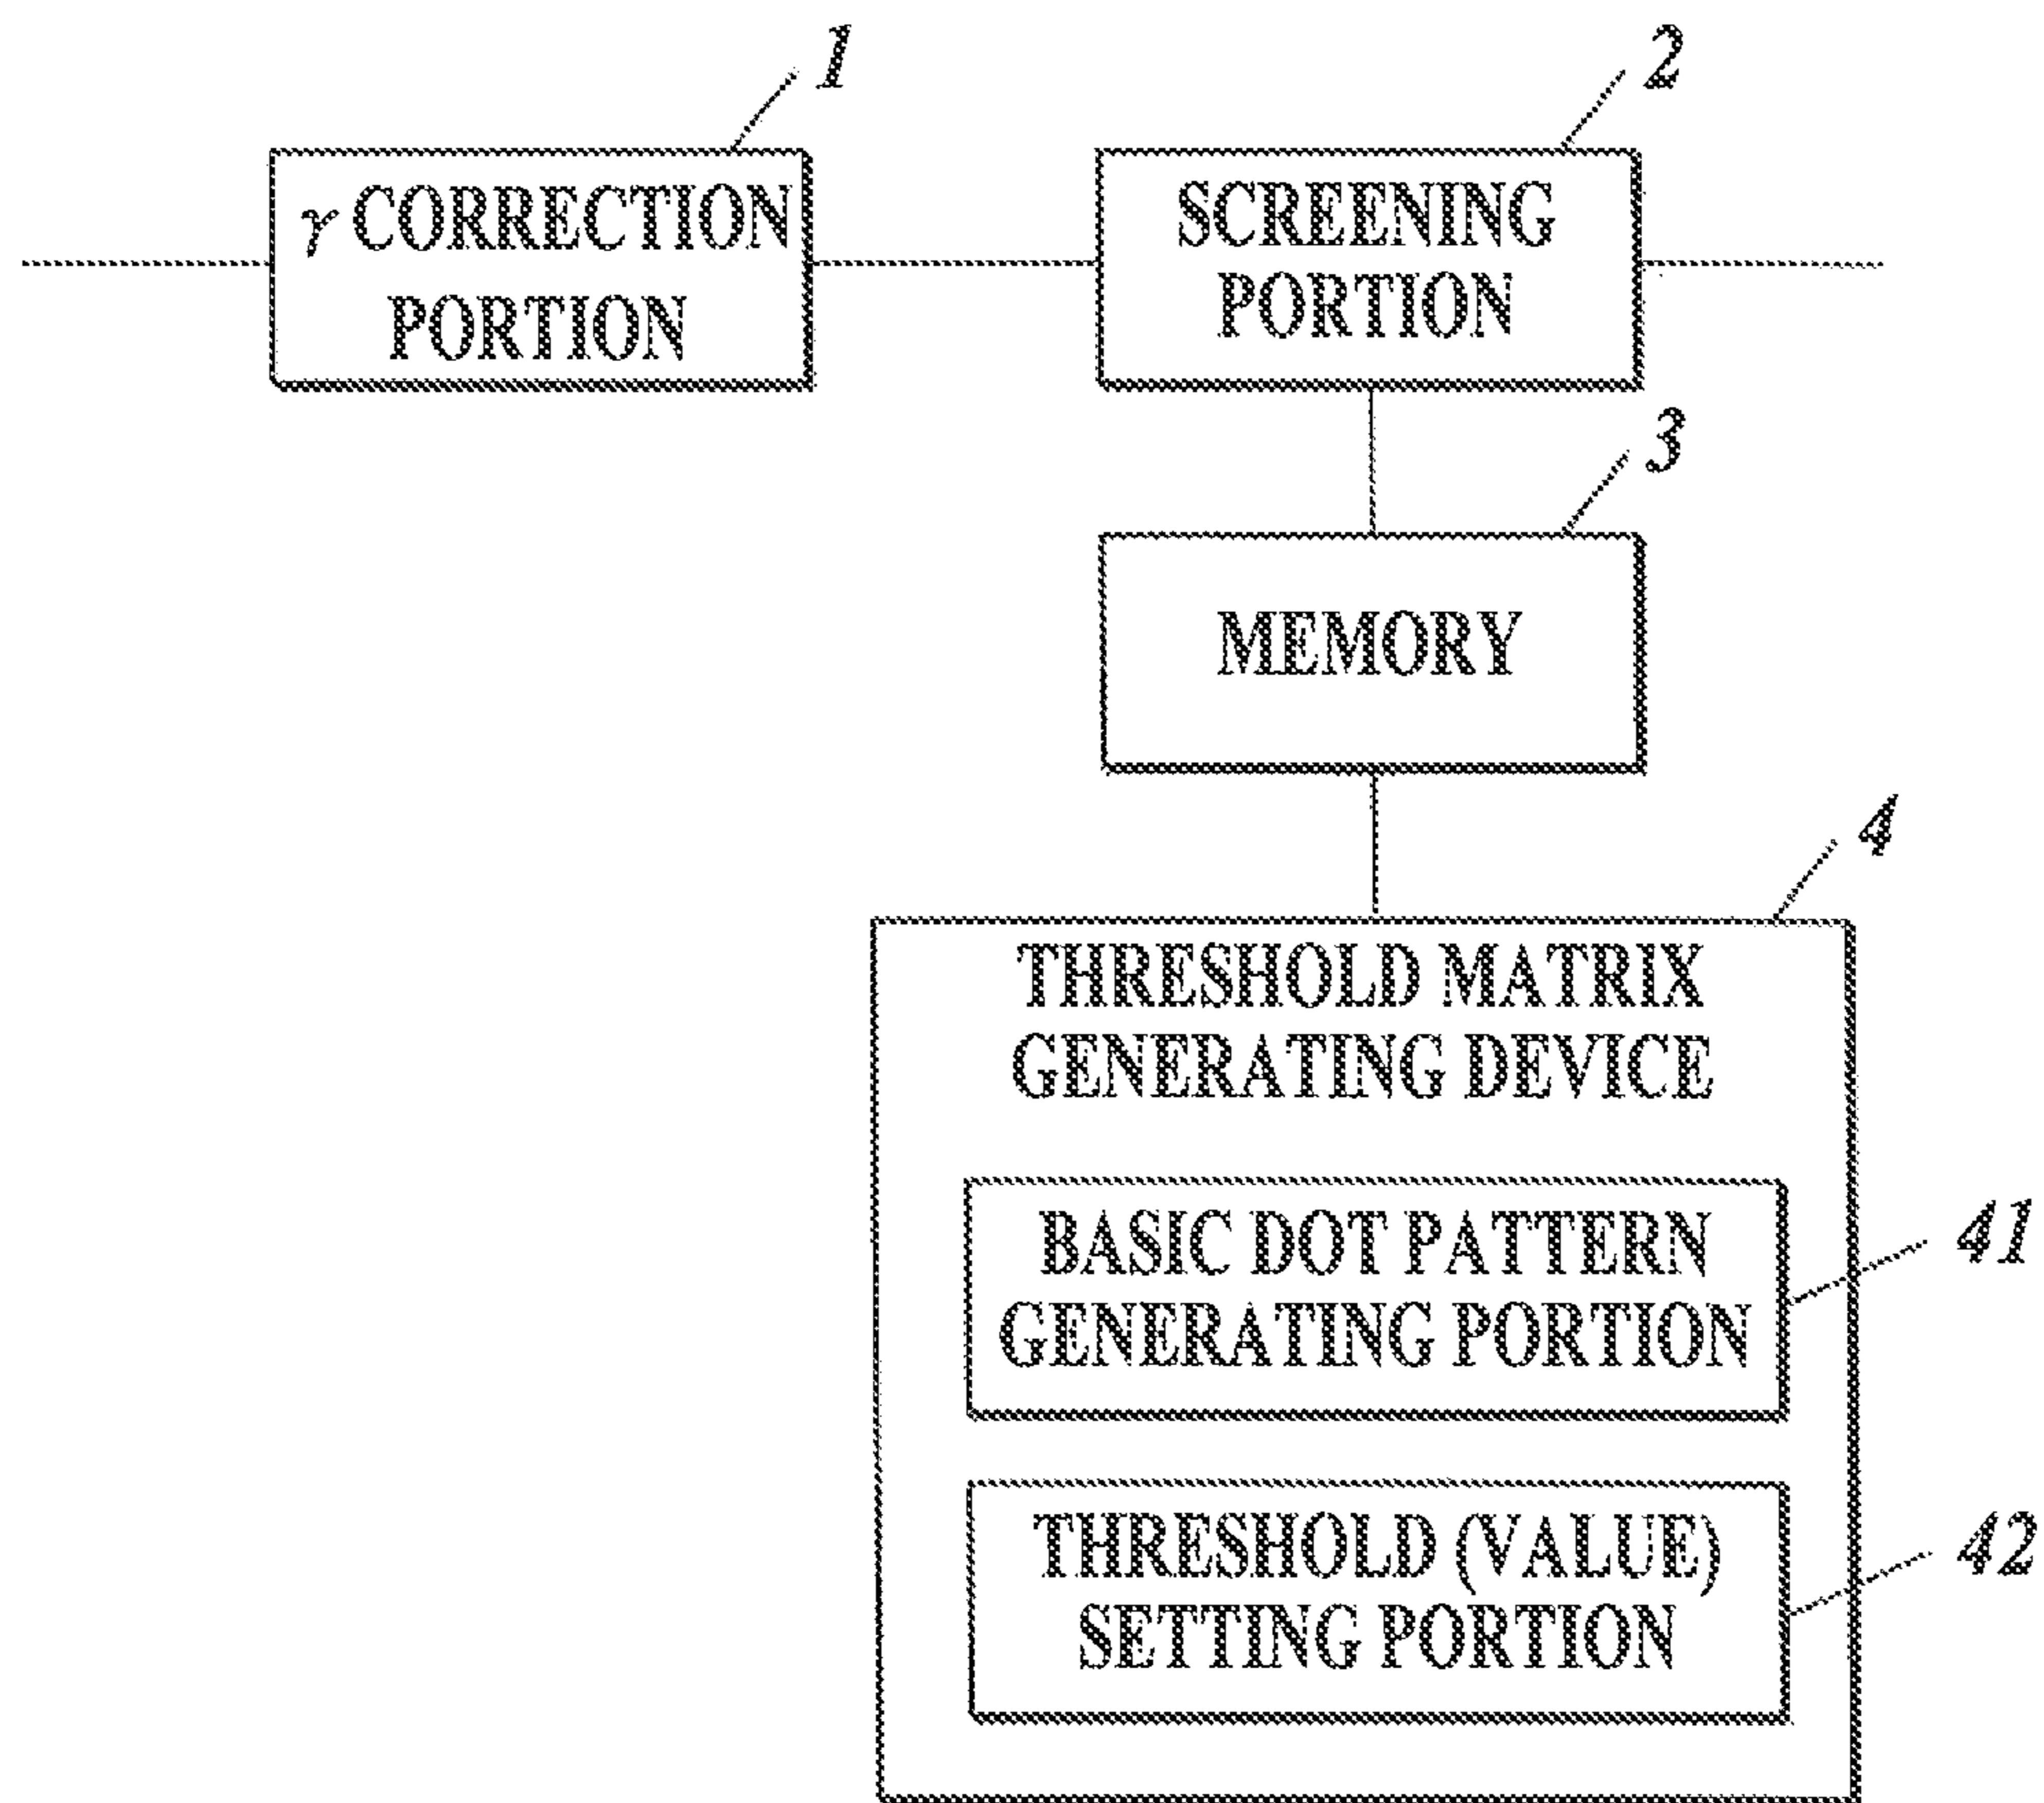 1
2
γ CORRECTION
PORTION
SCREENING
PORTION
3
MEMORY
4
THRESHOLD MATRIX
GENERATING DEVICE
BASIC DOT PATTERN
GENERATING PORTION
41
THRESHOLD (VALUE)
SETTING PORTION
42